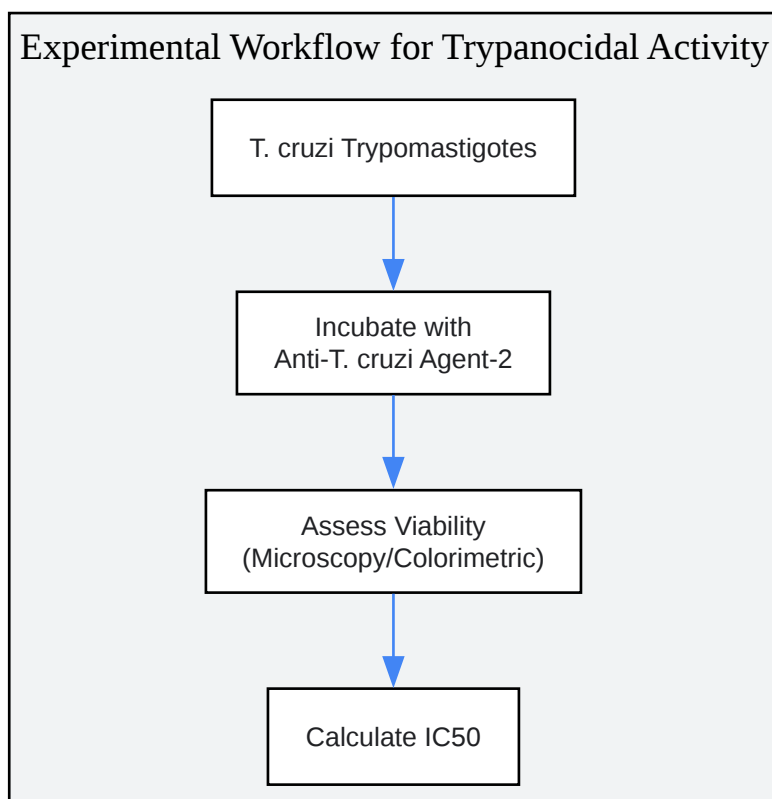 Experimental Workflow for Trypanocidal Activity
T. cruzi Trypomastigotes
Incubate with
Anti-T. cruzi Agent-2
Assess Viability
(Microscopy/Colorimetric)
Calculate IC50